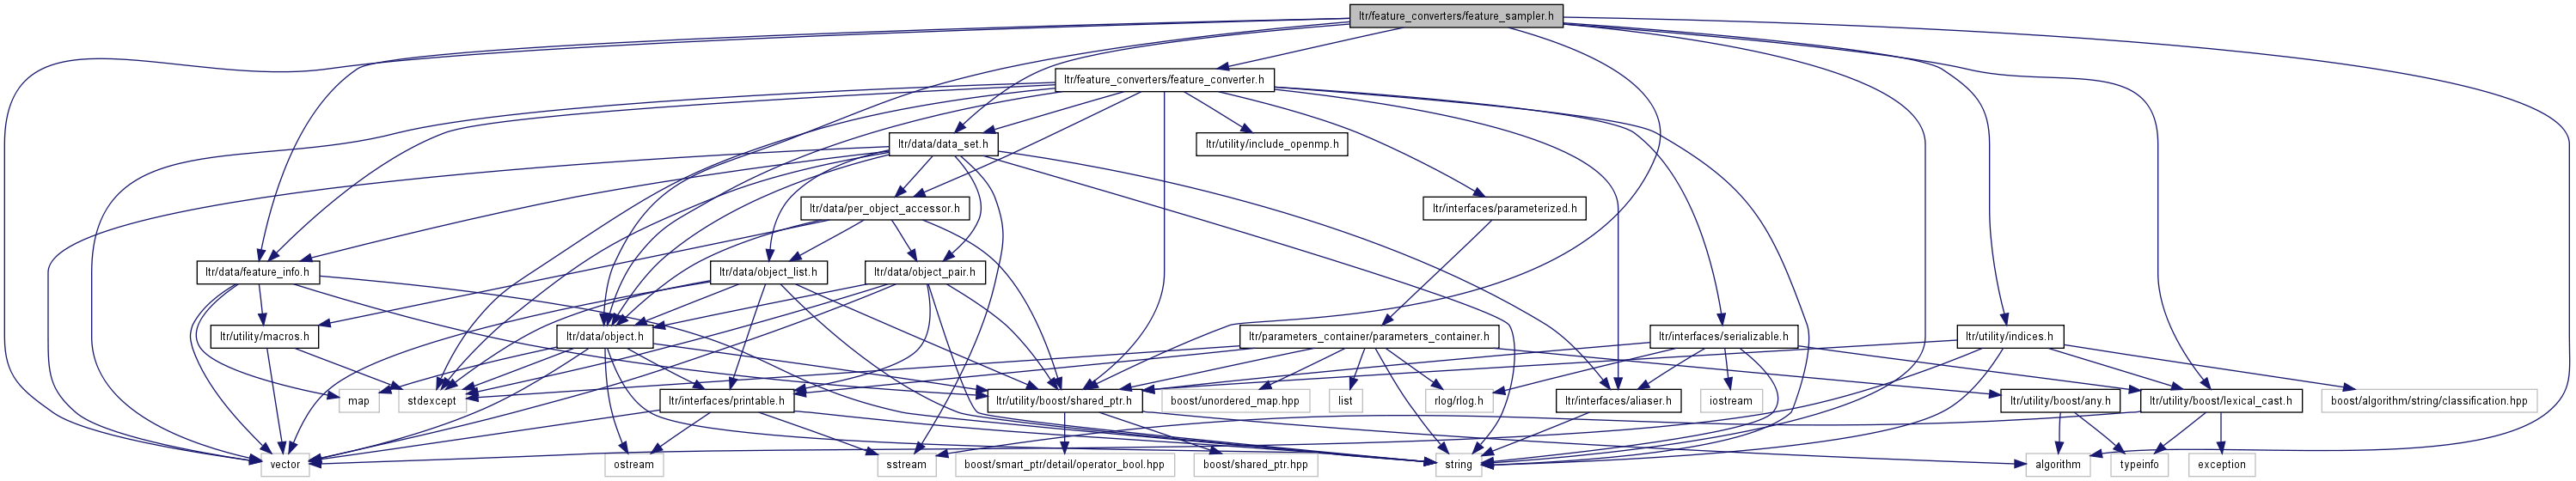 ltr/feature_converters/feature_sampler.h
ltr/feature_converters/feature_converter.h
ltr/data/data_set.h
ltr/utility/include_openmp.h
ltr/data/per_object_accessor.h
ltr/interfaces/parameterized.h
ltr/data/feature_info.h
ltr/data/object_list.h
ltr/data/object_pair.h
ltr/utility/macros.h
ltr/data/object.h
ltr/parameters_container/parameters_container.h
ltr/interfaces/serializable.h
ltr/utility/indices.h
map
stdexcept
ltr/interfaces/printable.h
ltr/utility/boost/shared_ptr.h
boost/unordered_map.hpp
list
rlog/rlog.h
ltr/interfaces/aliaser.h
iostream
ltr/utility/boost/any.h
ltr/utility/boost/lexical_cast.h
boost/algorithm/string/classification.hpp
vector
ostream
sstream
boost/smart_ptr/detail/operator_bool.hpp
boost/shared_ptr.hpp
string
algorithm
typeinfo
exception